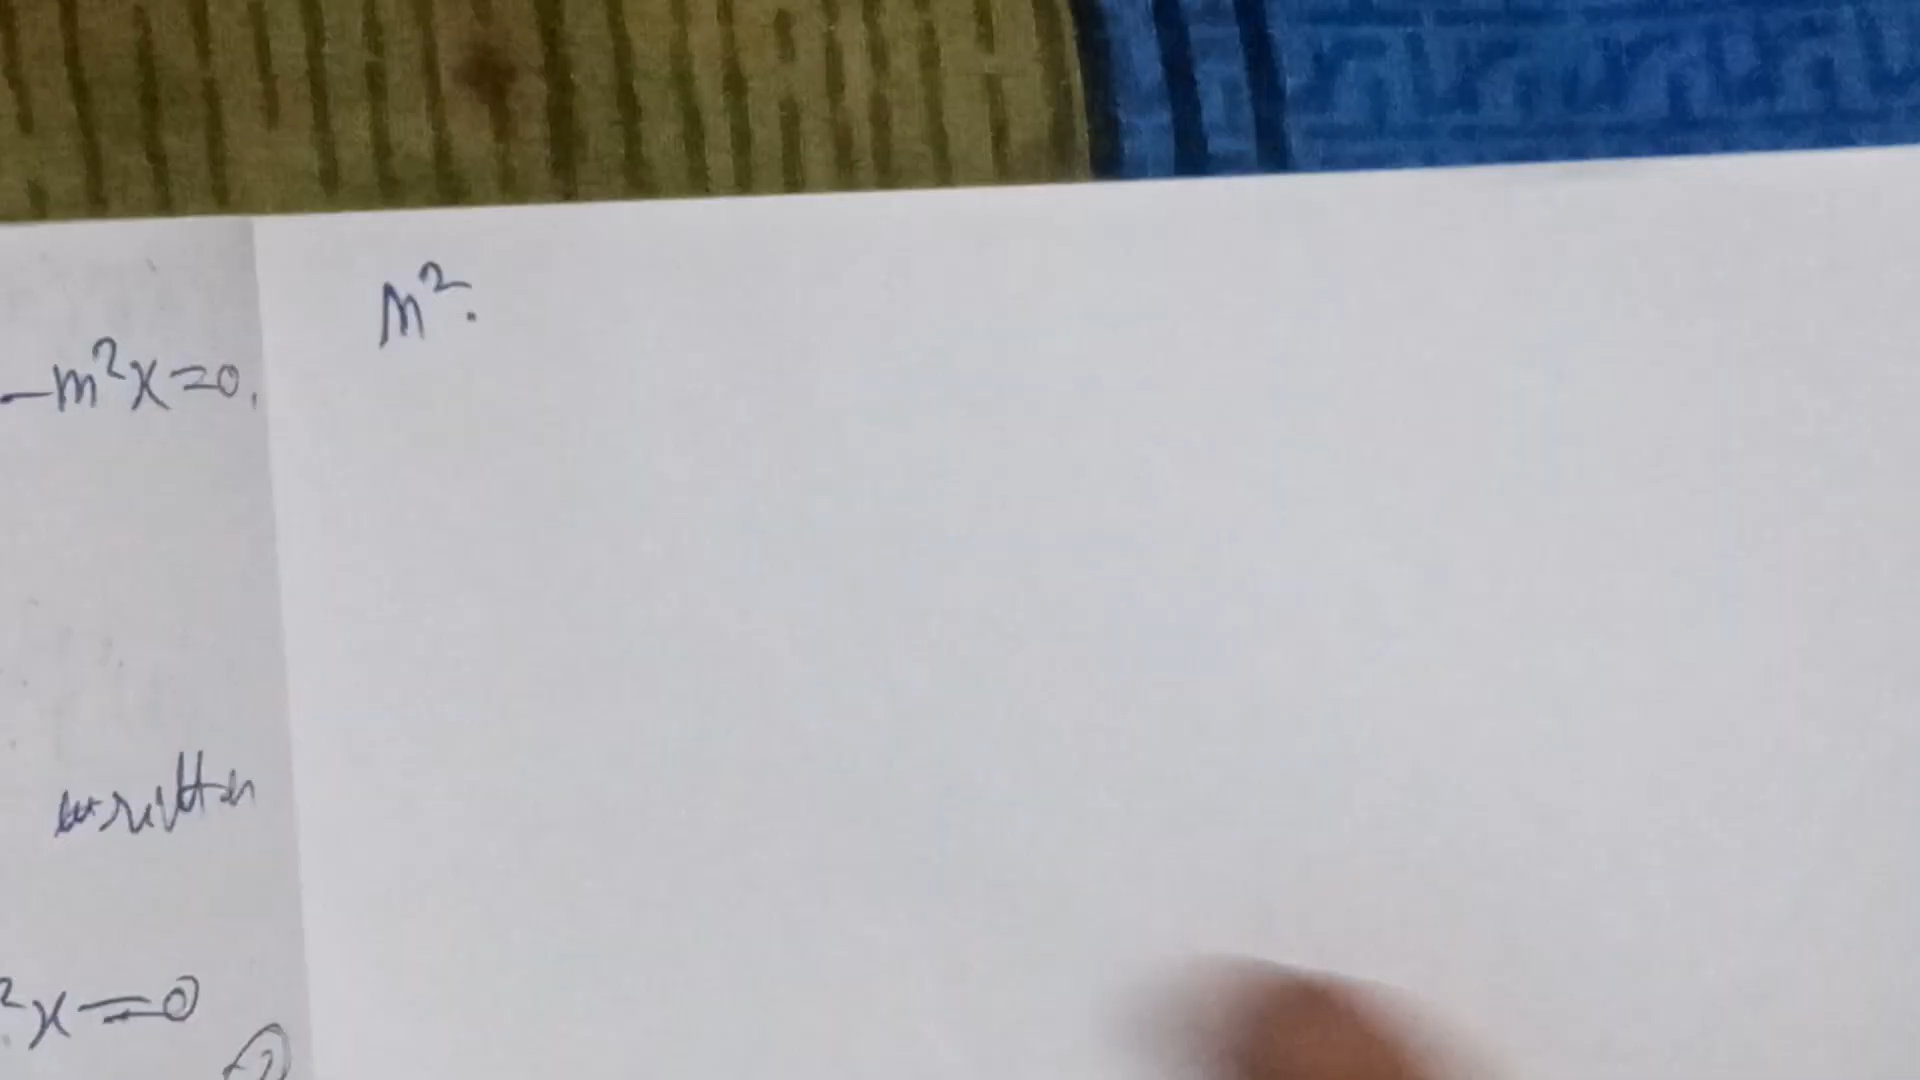 m².
-m²x=0.
written
²x=0